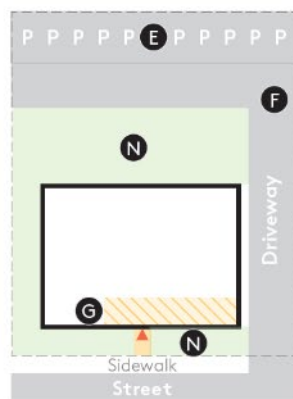 P P P P P E P P P P P
F
N
Driveway
G
N
Sidewalk
Street